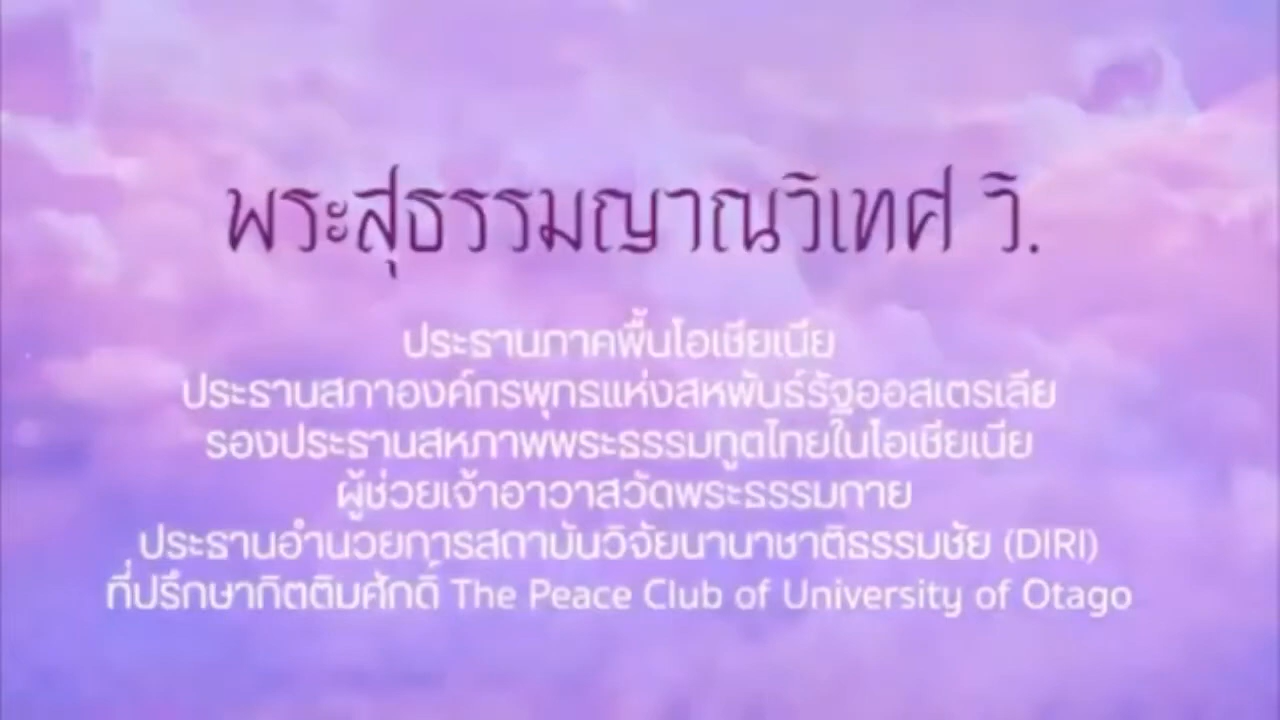 พระสุธรรมญาณวิเทศ วิ.
ประธานภาคพื้นโอเชียเนีย
ประธานสภาองค์กรพุทธแห่งสหพันธ์รัฐออสเตรเลีย
รองประธานสหภาพพระธรรมทูตไทยในโอเชียเนีย
ผู้ช่วยเจ้าอาวาสวัดพระธรรมกาย
ประธานอำนวยการสถาบันวิจัยนานาชาติธรรมชัย (DIRI)
ที่ปรึกษากิตติมศักดิ์ The Peace Club of University of Otago